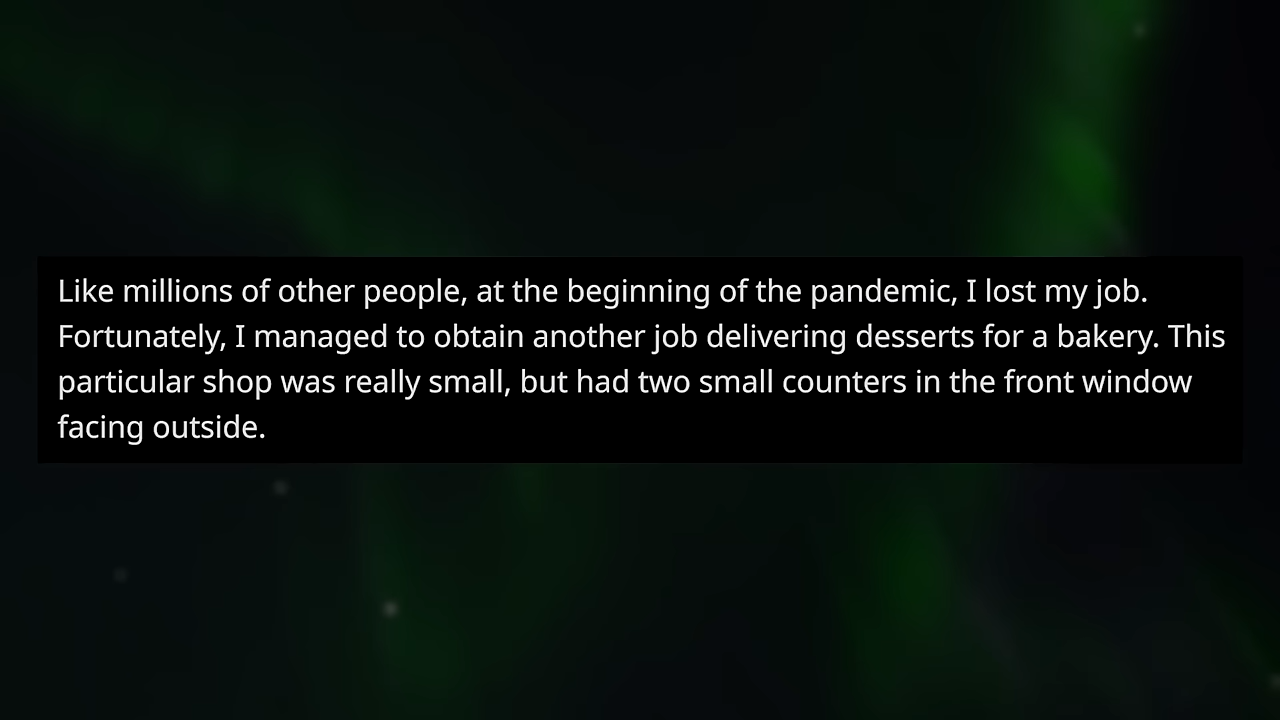 Like millions of other people, at the beginning of the pandemic, I lost my job.
Fortunately, I managed to obtain another job delivering desserts for a bakery. This
particular shop was really small, but had two small counters in the front window
facing outside.